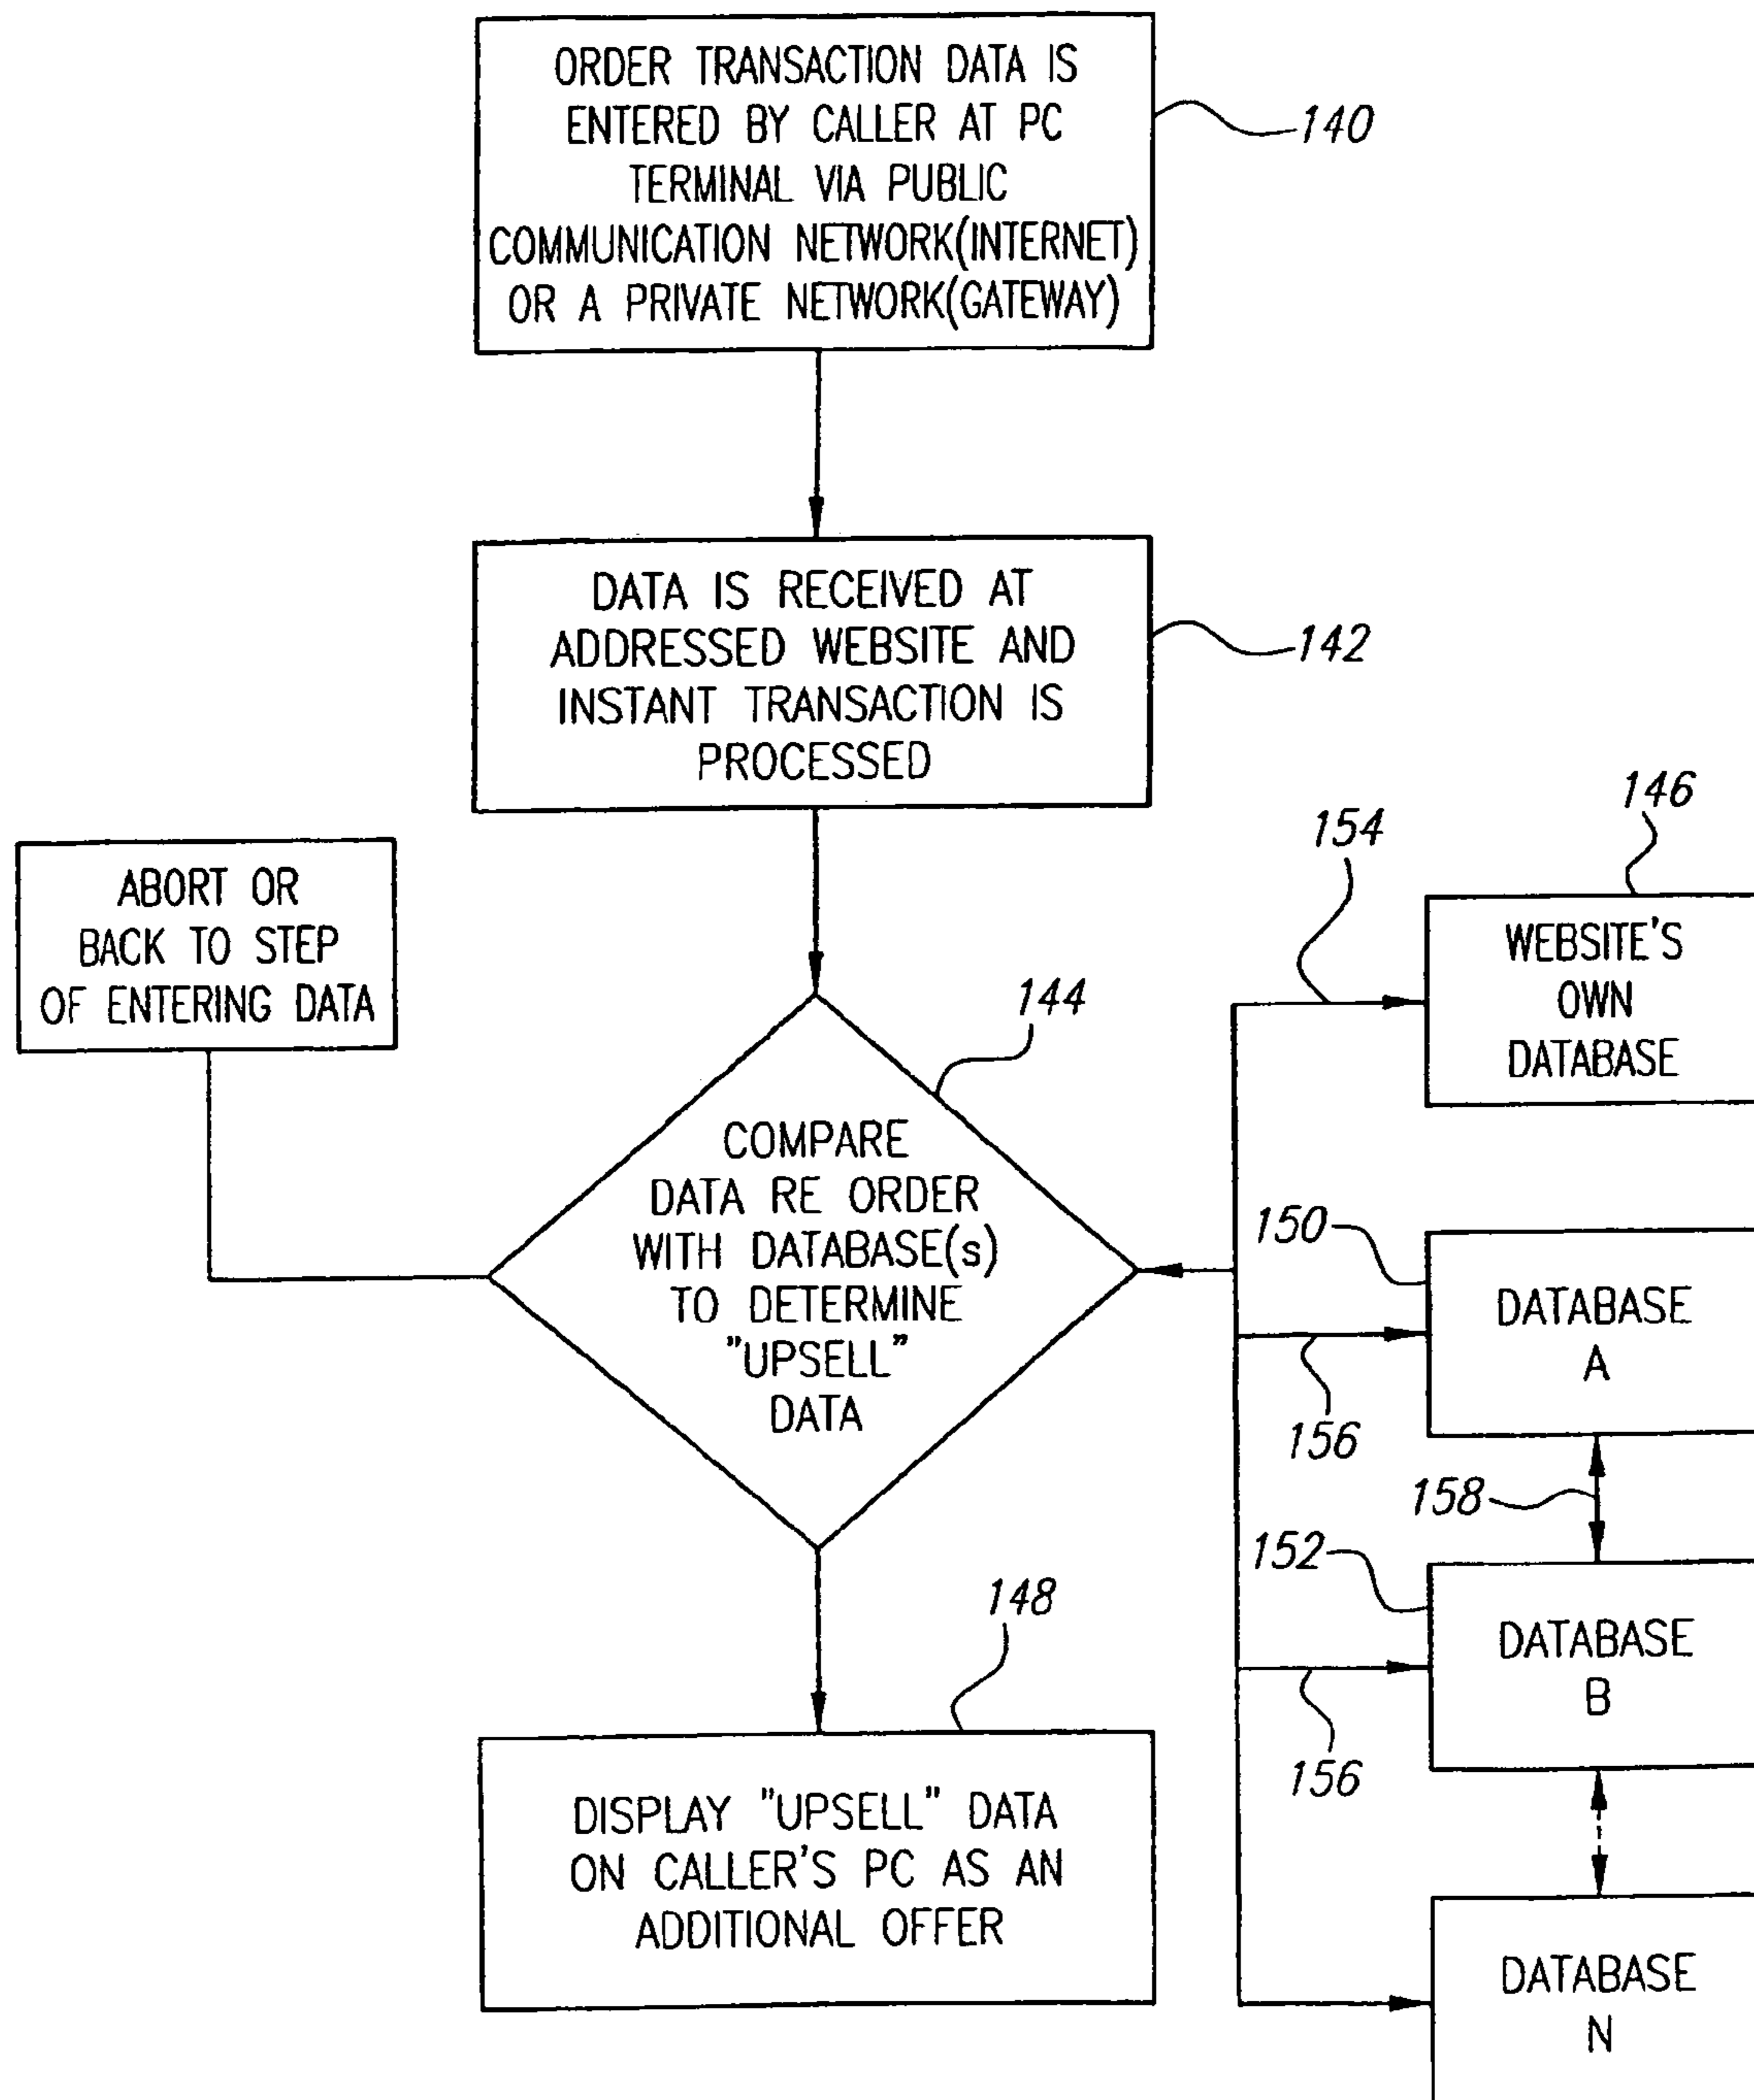 ORDER TRANSACTION DATA IS
ENTERED BY CALLER AT PC
TERMINAL VIA PUBLIC
COMMUNICATION NETWORK(INTERNET)
OR A PRIVATE NETWORK(GATEWAY)
140
DATA IS RECEIVED AT
ADDRESSED WEBSITE AND
INSTANT TRANSACTION IS
PROCESSED
142
ABORT OR
BACK TO STEP
OF ENTERING DATA
144
COMPARE
DATA RE ORDER
WITH DATABASE(s)
TO DETERMINE
"UPSELL"
DATA
154
146
WEBSITE'S
OWN
DATABASE
150
DATABASE
A
156
158
152
DATABASE
B
156
148
DISPLAY "UPSELL" DATA
ON CALLER'S PC AS AN
ADDITIONAL OFFER
DATABASE
N